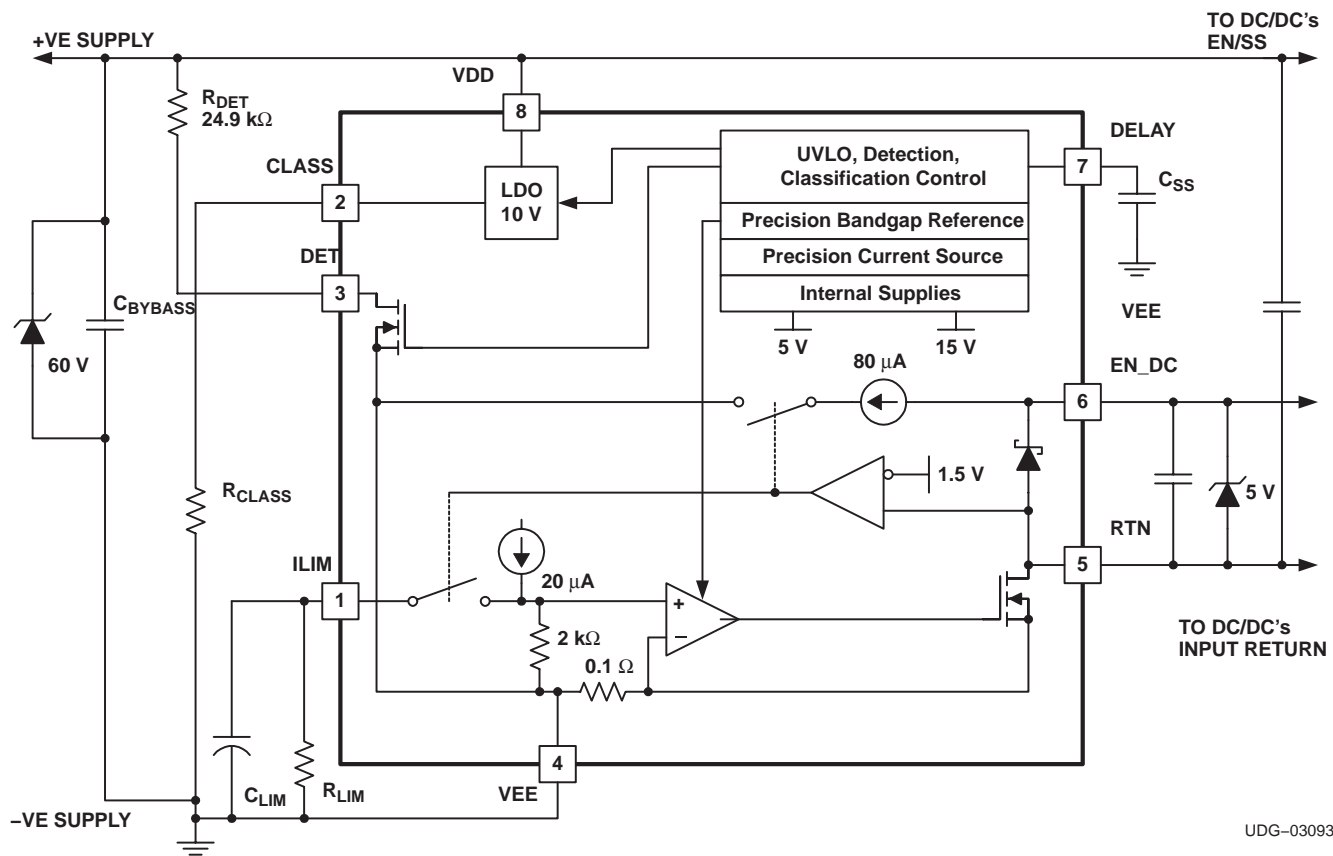 +VE SUPPLY
TO DC/DC's
EN/SS
VDD
R_DET
24.9 kΩ
8
DELAY
CLASS
UVLO, Detection,
Classification Control
7
C_SS
2
LDO
10 V
Precision Bandgap Reference
DET
Precision Current Source
3
Internal Supplies
C_BYBASS
VEE
60 V
5 V
15 V
80 μA
EN_DC
6
1.5 V
R_CLASS
5 V
RTN
ILIM
5
1
20 μA
+
–
2 kΩ
0.1 Ω
TO DC/DC's
INPUT RETURN
4
C_LIM
R_LIM
VEE
–VE SUPPLY
UDG–03093